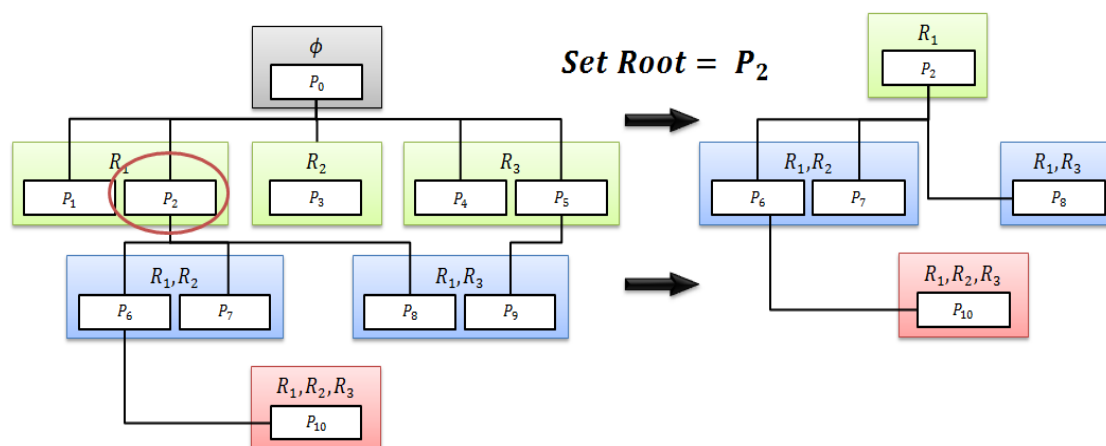 ϕ
P₀
R₁
P₁
P₂
R₂
P₃
R₃
P₄
P₅
R₁,R₂
P₆
P₇
R₁,R₃
P₈
P₉
R₁,R₂,R₃
P₁₀
Set Root = P₂
R₁
P₂
R₁,R₂
P₆
P₇
R₁,R₃
P₈
R₁,R₂,R₃
P₁₀